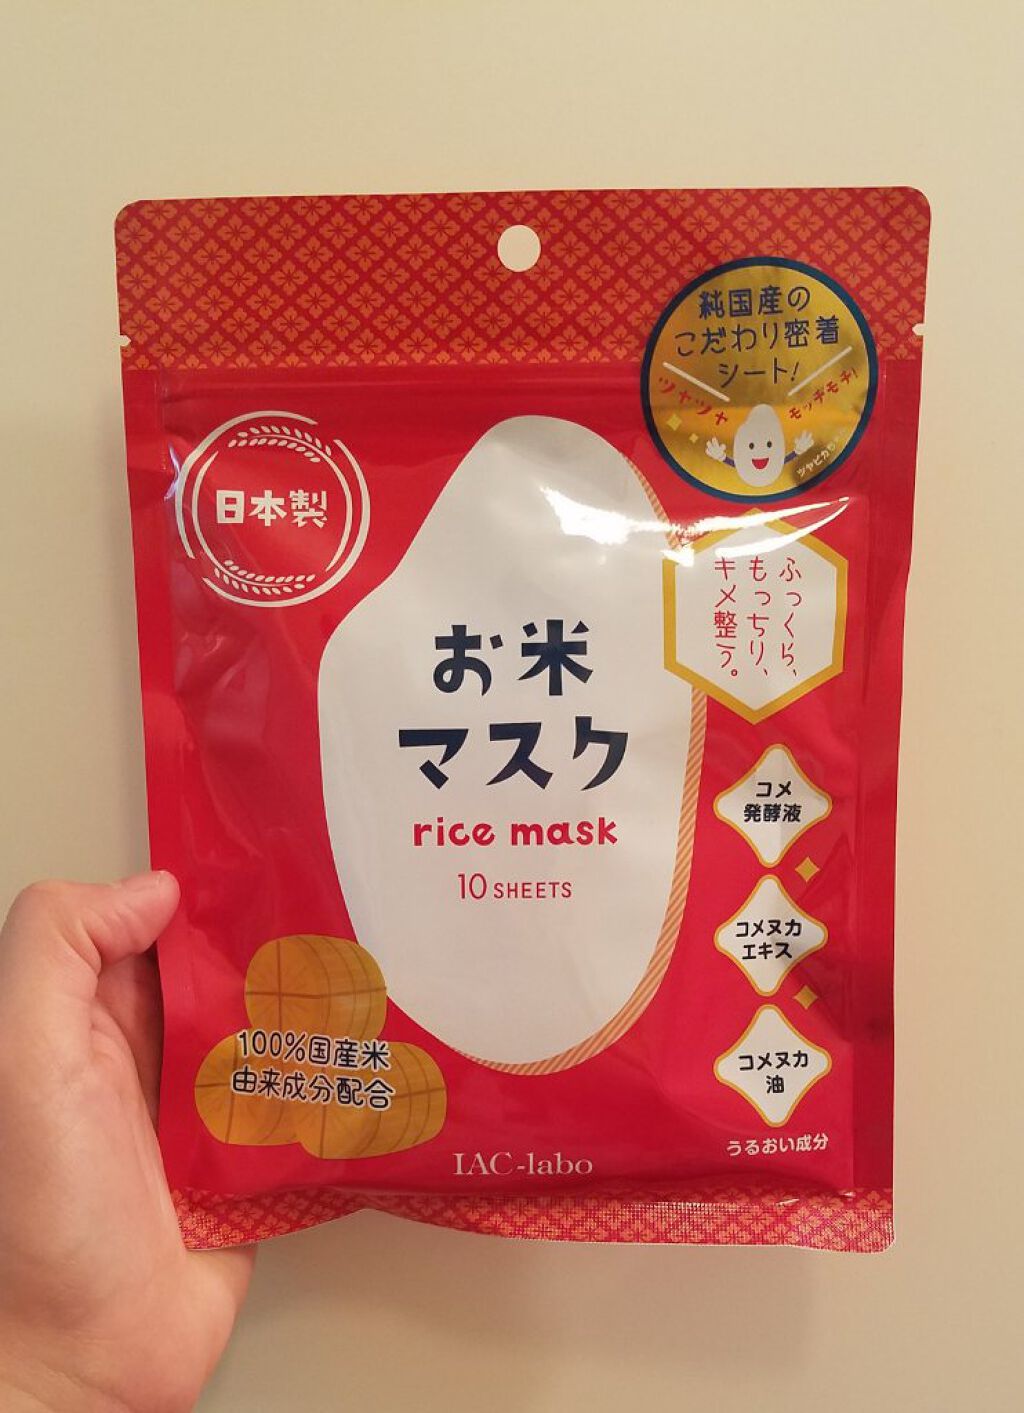 純国産の
こだわり密着
シート!
ツヤツヤ
モッチモチ!
日本製
ふっくら、
もっちり、
キメ整う。
お米
マスク
rice mask
10 SHEETS
コメ
発酵液
コメヌカ
エキス
コメヌカ
油
うるおい成分
100%国産米
由来成分配合
IAC-labo